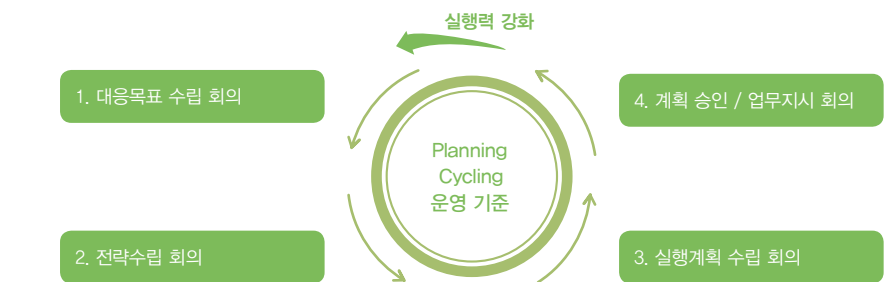 실행력 강화
1. 대응목표 수립 회의
4. 계획 승인 / 업무지시 회의
Planning
Cycling
운영 기준
2. 전략수립 회의
3. 실행계획 수립 회의